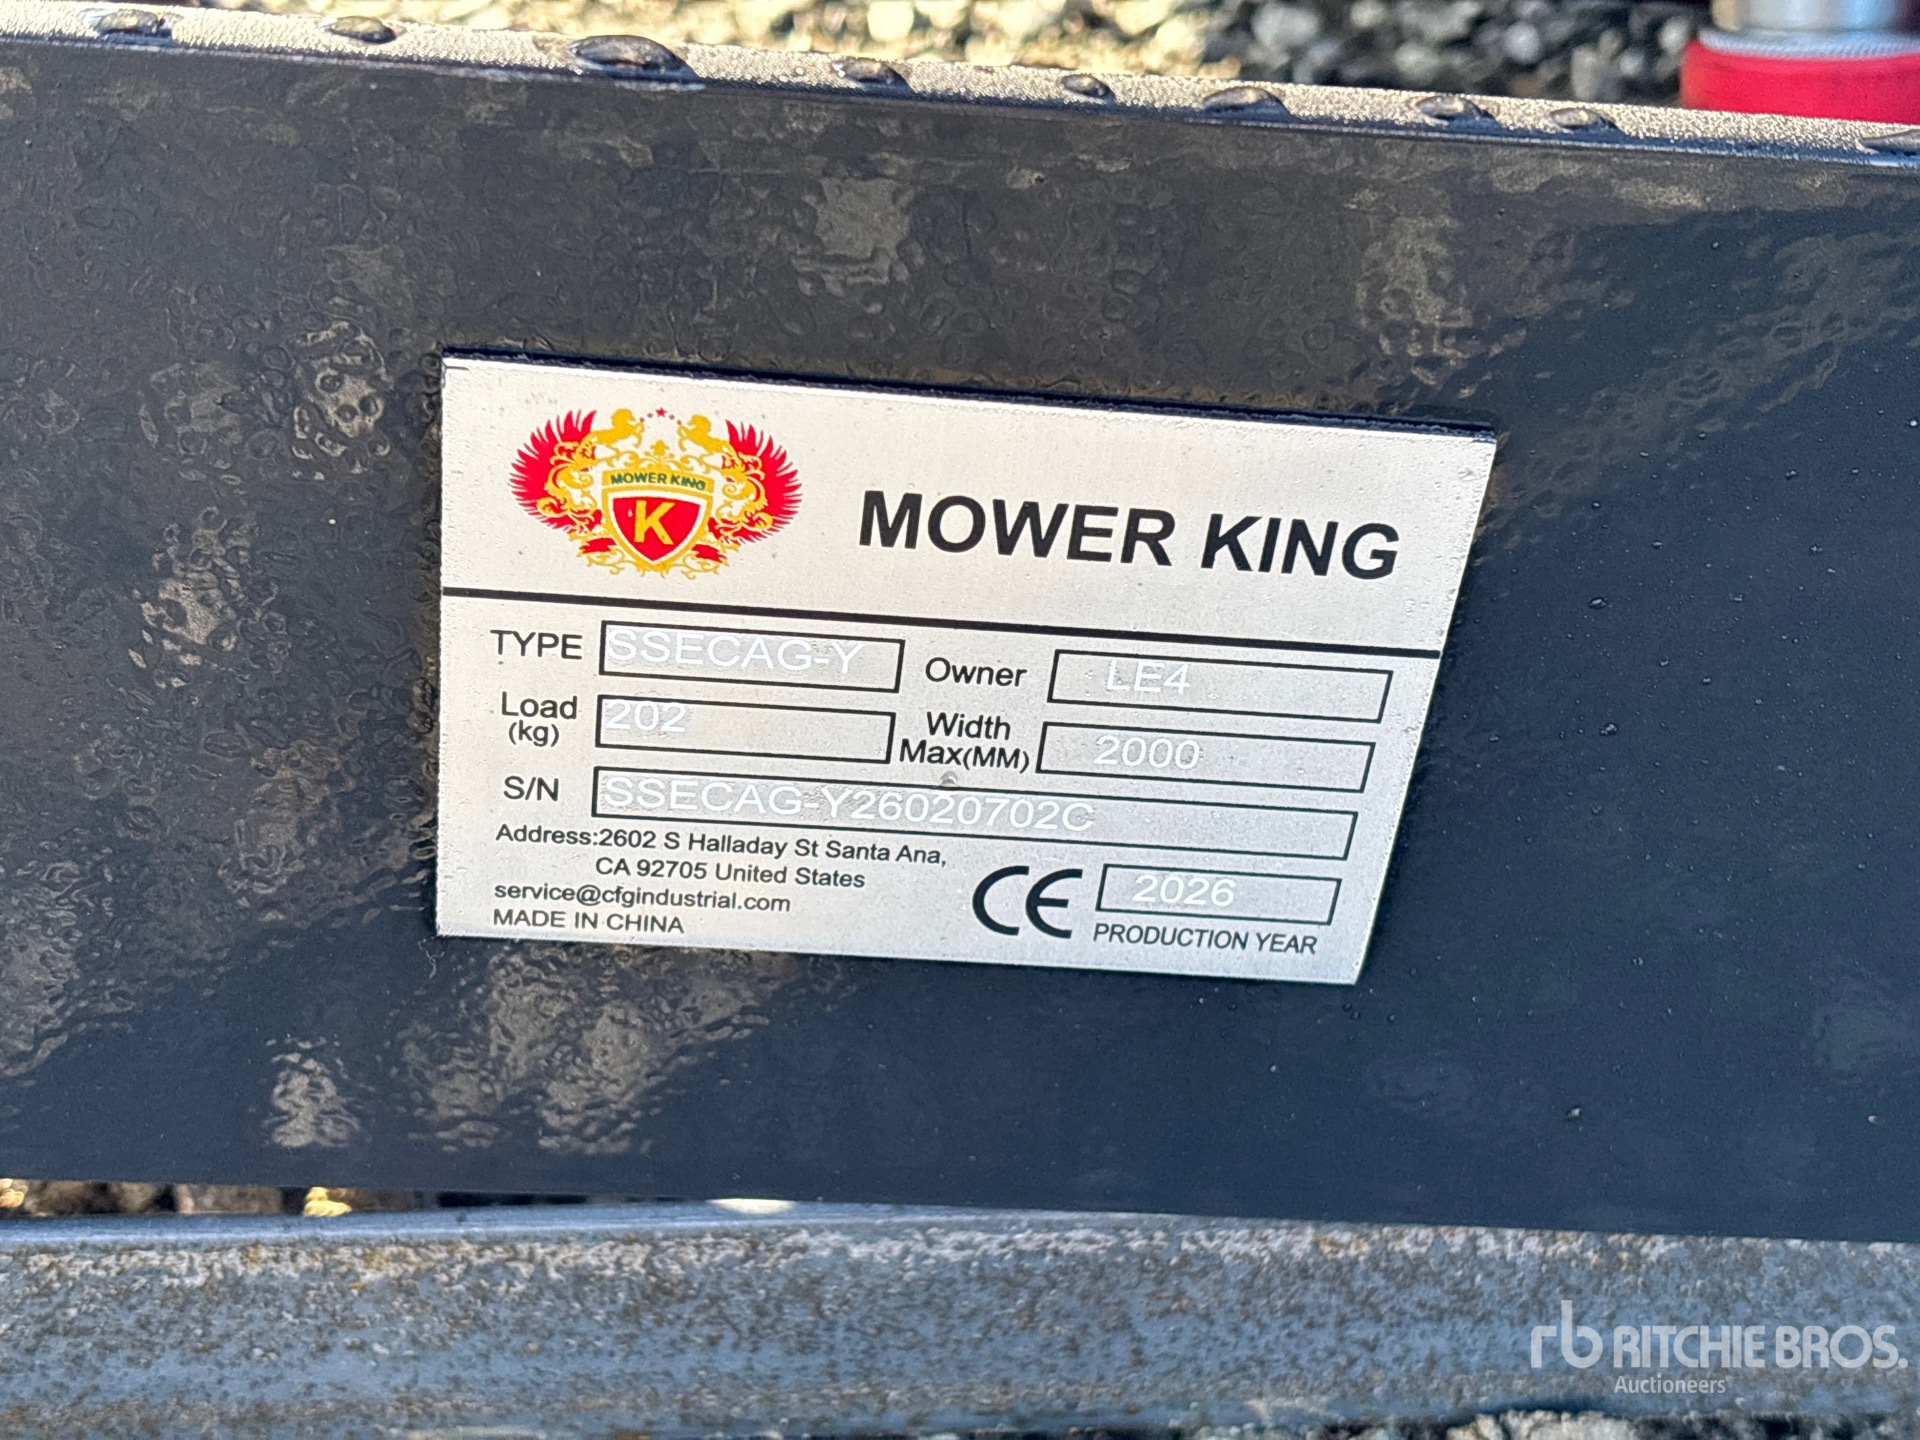 MOWER KING
K
MOWER KING
TYPE SSECAG-Y Owner LE4
Load (kg) 202 Width Max(MM) 2000
S/N SSECAG-Y26020702C
Address:2602 S Halladay St Santa Ana,
CA 92705 United States
service@cfgindustrial.com
MADE IN CHINA
CE 2026
PRODUCTION YEAR
rb RITCHIE BROS.
Auctioneers